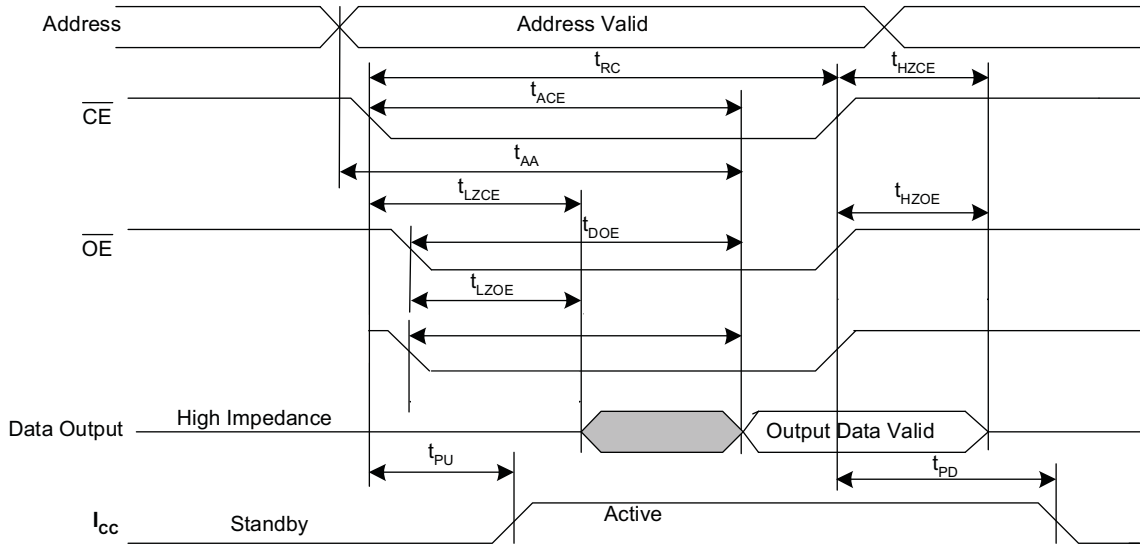 Address
Address Valid
tRC
tHZCE
tACE
CE
tAA
tLZCE
tHZOE
OE
tDOE
tLZOE
High Impedance
Data Output
Output Data Valid
tPU
tPD
ICC
Standby
Active